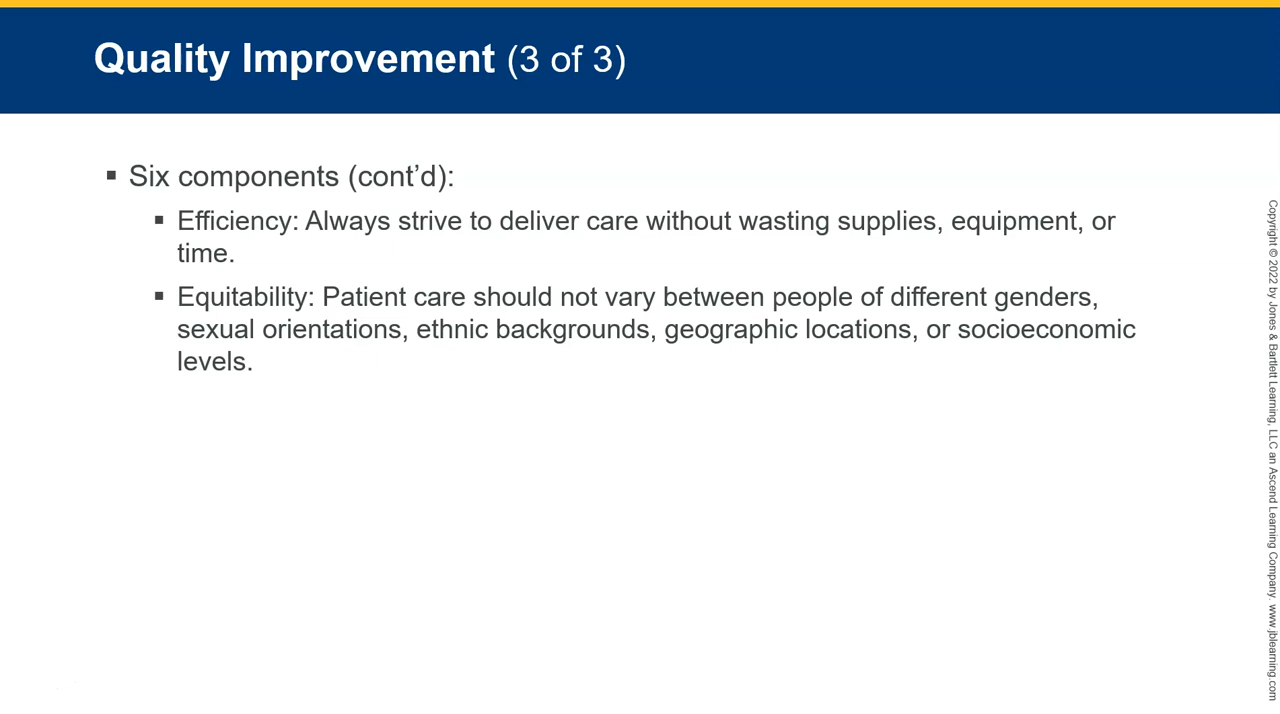 Quality Improvement (3 of 3)
▪ Six components (cont’d):
▪ Efficiency: Always strive to deliver care without wasting supplies, equipment, or
time.
▪ Equitability: Patient care should not vary between people of different genders,
sexual orientations, ethnic backgrounds, geographic locations, or socioeconomic
levels.
Copyright © 2022 by Jones & Bartlett Learning, LLC an Ascend Learning Company. www.jblearning.com